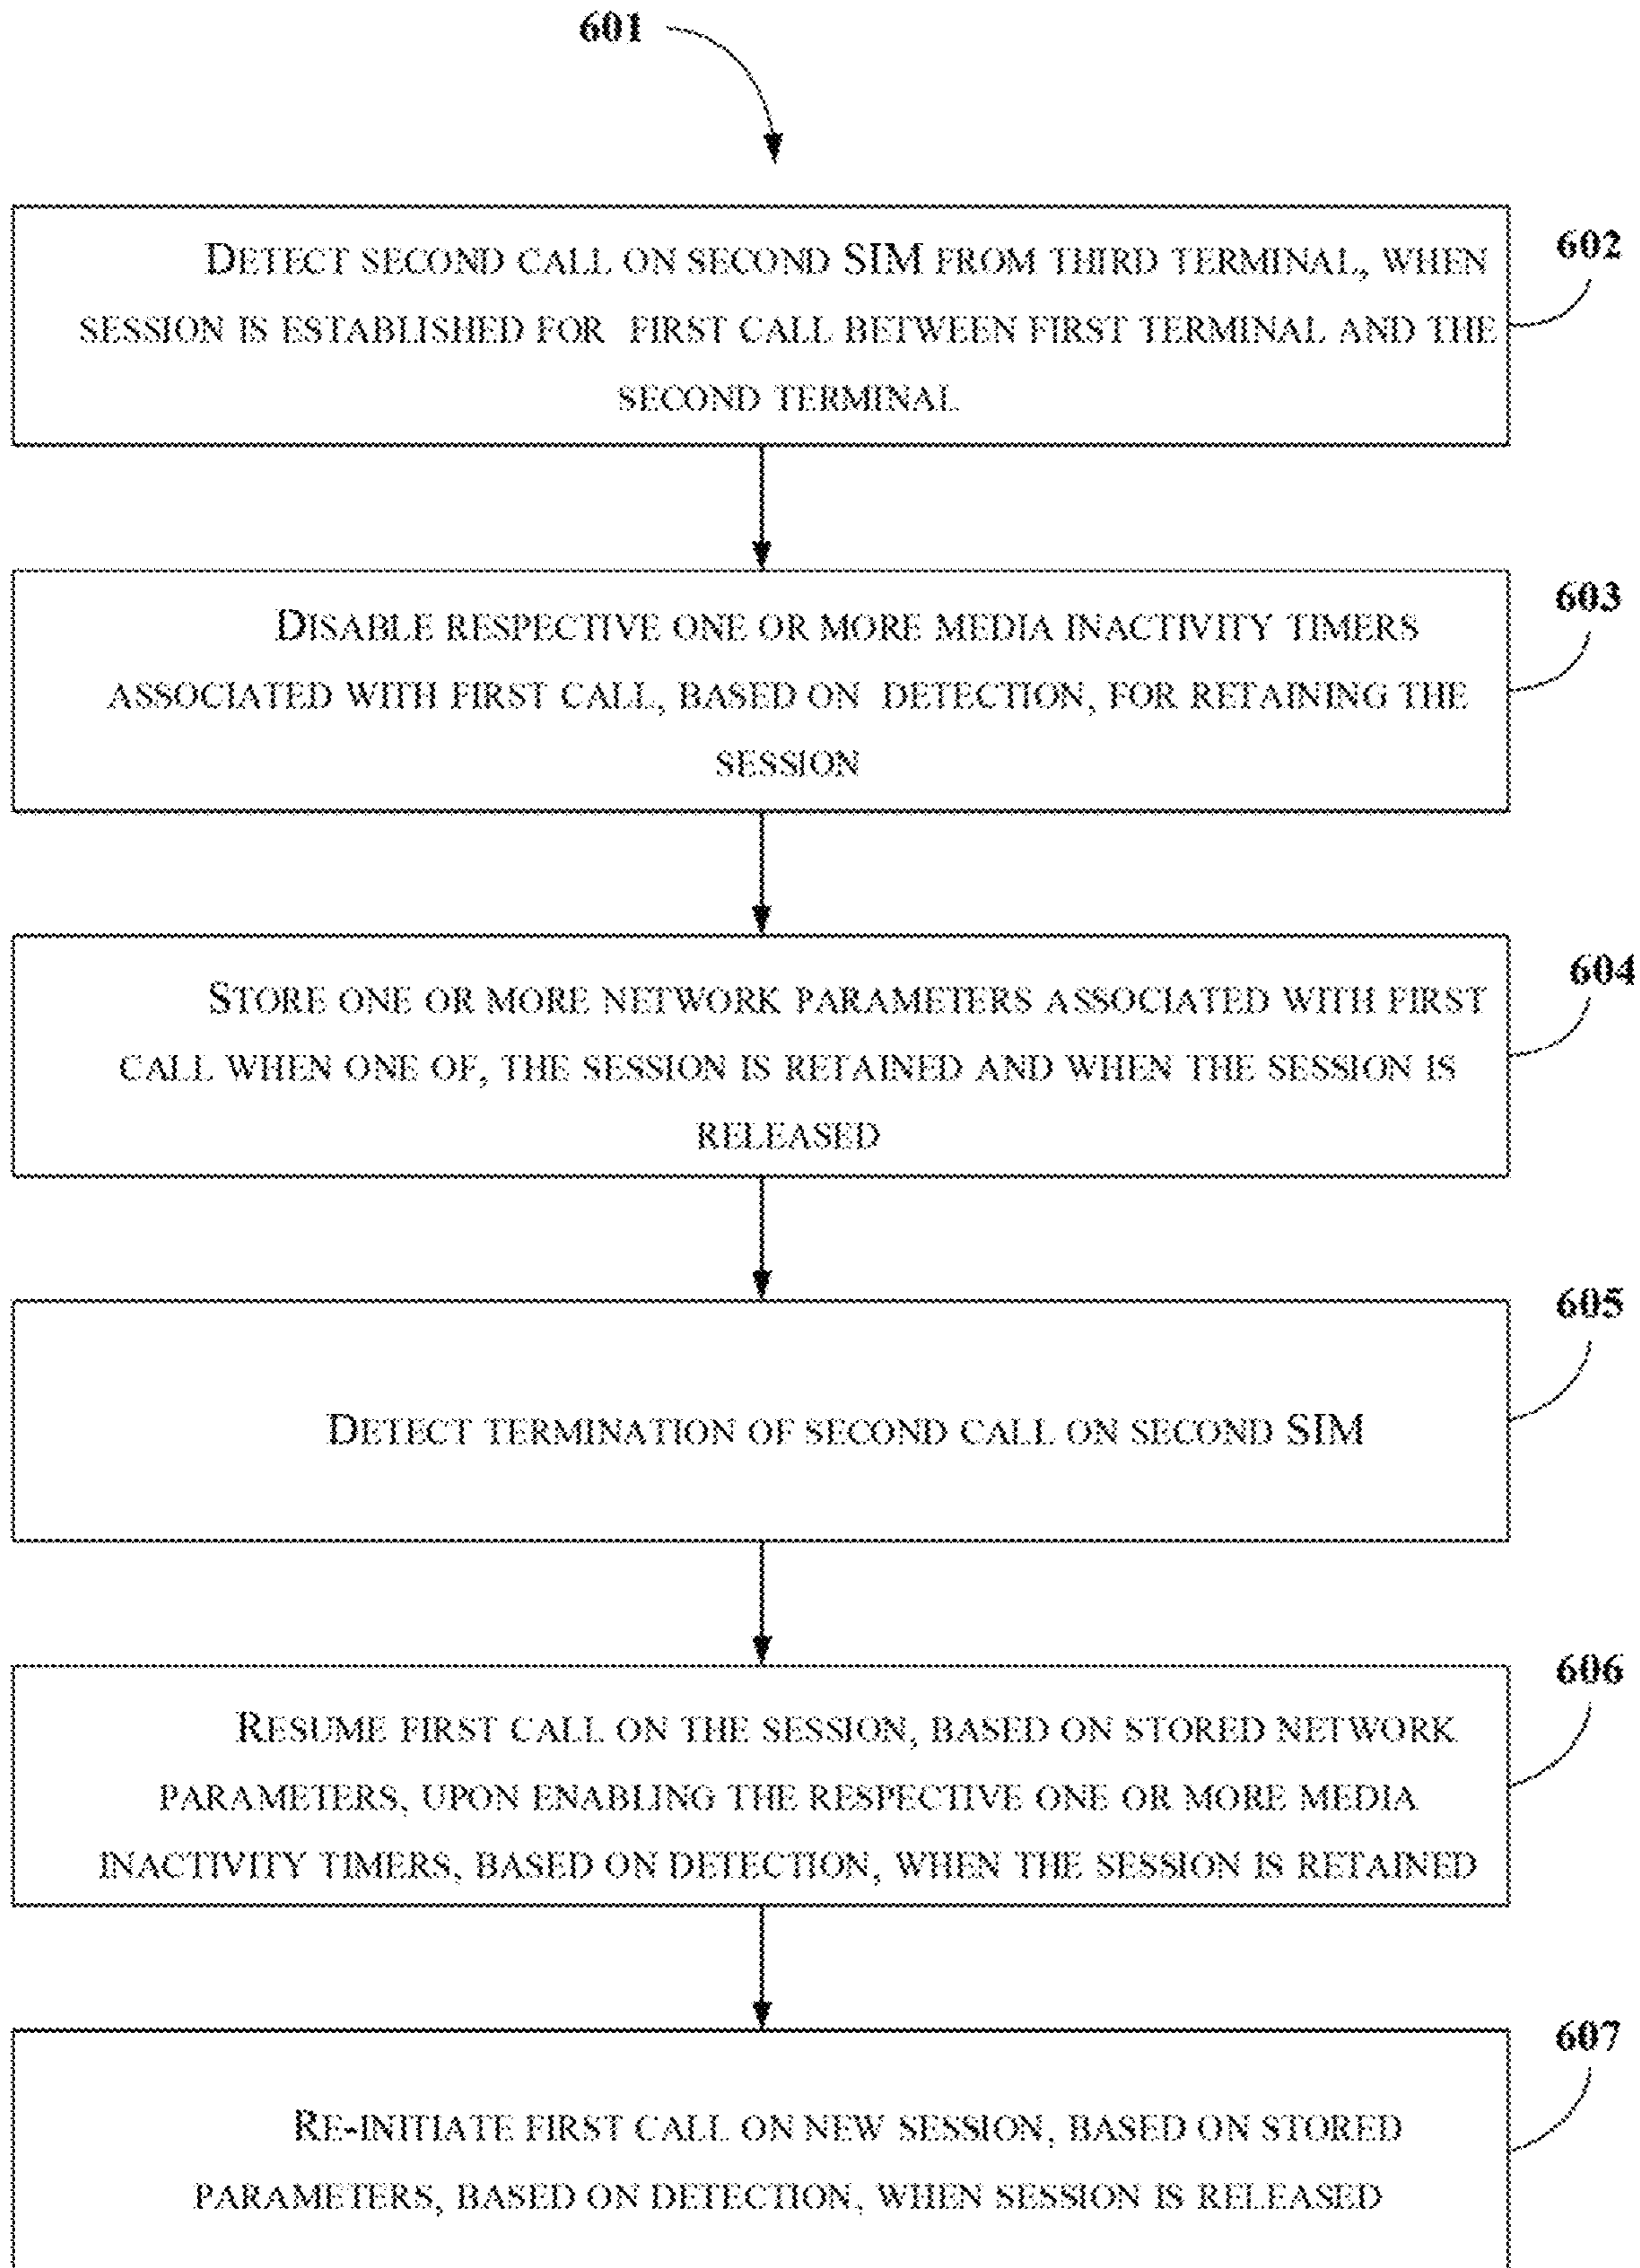 601
DETECT SECOND CALL ON SECOND SIM FROM THIRD TERMINAL, WHEN
SESSION IS ESTABLISHED FOR FIRST CALL BETWEEN FIRST TERMINAL AND THE
SECOND TERMINAL
602
DISABLE RESPECTIVE ONE OR MORE MEDIA INACTIVITY TIMERS
ASSOCIATED WITH FIRST CALL, BASED ON DETECTION, FOR RETAINING THE
SESSION
603
STORE ONE OR MORE NETWORK PARAMETERS ASSOCIATED WITH FIRST
CALL WHEN ONE OF, THE SESSION IS RETAINED AND WHEN THE SESSION IS
RELEASED
604
DETECT TERMINATION OF SECOND CALL ON SECOND SIM
605
RESUME FIRST CALL ON THE SESSION, BASED ON STORED NETWORK
PARAMETERS, UPON ENABLING THE RESPECTIVE ONE OR MORE MEDIA
INACTIVITY TIMERS, BASED ON DETECTION, WHEN THE SESSION IS RETAINED
606
RE-INITIATE FIRST CALL ON NEW SESSION, BASED ON STORED
PARAMETERS, BASED ON DETECTION, WHEN SESSION IS RELEASED
607